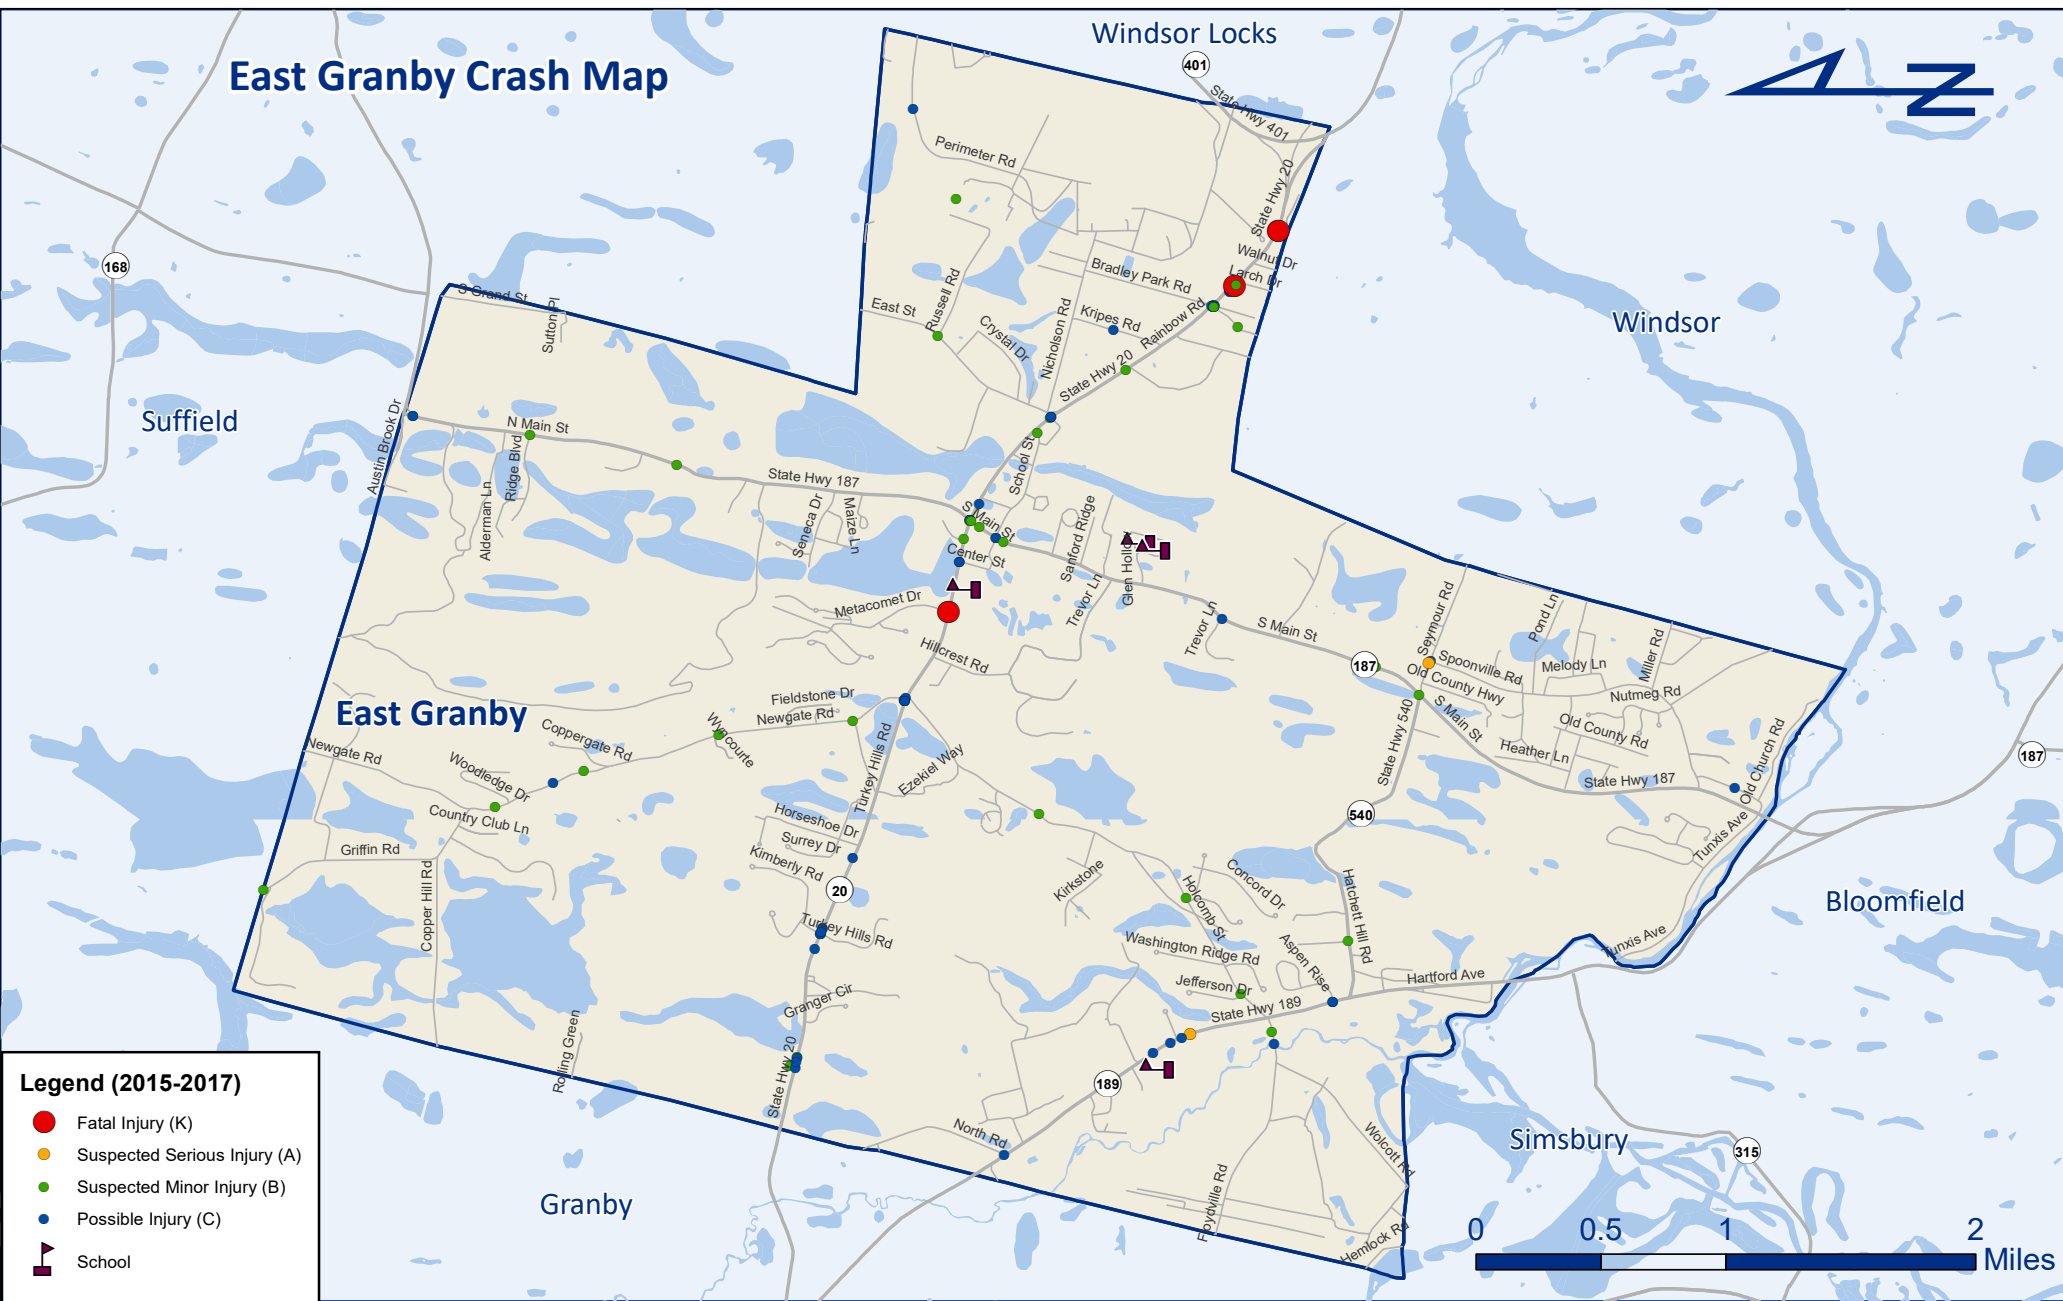 Windsor Locks
East Granby Crash Map
401
State Hwy 401
Z
Perimeter Rd
State Hwy 20
168
Walnut Dr
Larch Dr
Bradley Park Rd
S Grand St
Sutton Pl
East St
Russell Rd
Crystal Dr
Nicholson Rd
Kripes Rd
Rainbow Rd
State Hwy 20
Windsor
Suffield
Austin Brook Dr
N Main St
Ridge Blvd
Alderman Ln
State Hwy 187
School St
Seneca Dr
Maize Ln
S Main St
Center St
Sanford Ridge
Glen Hollo
Trevor Ln
Metacomet Dr
Hillcrest Rd
Trevor Ln
S Main St
187
Seymour Rd
Pond Ln
Miller Rd
Spoonville Rd
Melody Ln
Old County Hwy
Nutmeg Rd
East Granby
Fieldstone Dr
Newgate Rd
Wyncourte
Coppergate Rd
Newgate Rd
Woodledge Dr
Country Club Ln
Turkey Hills Rd
Ezekiel Way
State Hwy 540
S Main St
Old County Rd
Heather Ln
State Hwy 187
Old Church Rd
187
Horseshoe Dr
Surrey Dr
Kimberly Rd
Griffin Rd
Copper Hill Rd
20
540
Tunxis Ave
Kirkstone
Holcomb St
Concord Dr
Hatchett Hill Rd
Bloomfield
Turkey Hills Rd
Washington Ridge Rd
Aspen Rise
Tunxis Ave
Jefferson Dr
Hartford Ave
State Hwy 189
Granger Cir
Rolling Green
State Hwy 20
189
North Rd
Wolcott Rd
Simsbury
315
Granby
Floydville Rd
Hemlock Rd
Legend (2015-2017)
Fatal Injury (K)
Suspected Serious Injury (A)
Suspected Minor Injury (B)
Possible Injury (C)
School
0 0.5 1 2
Miles